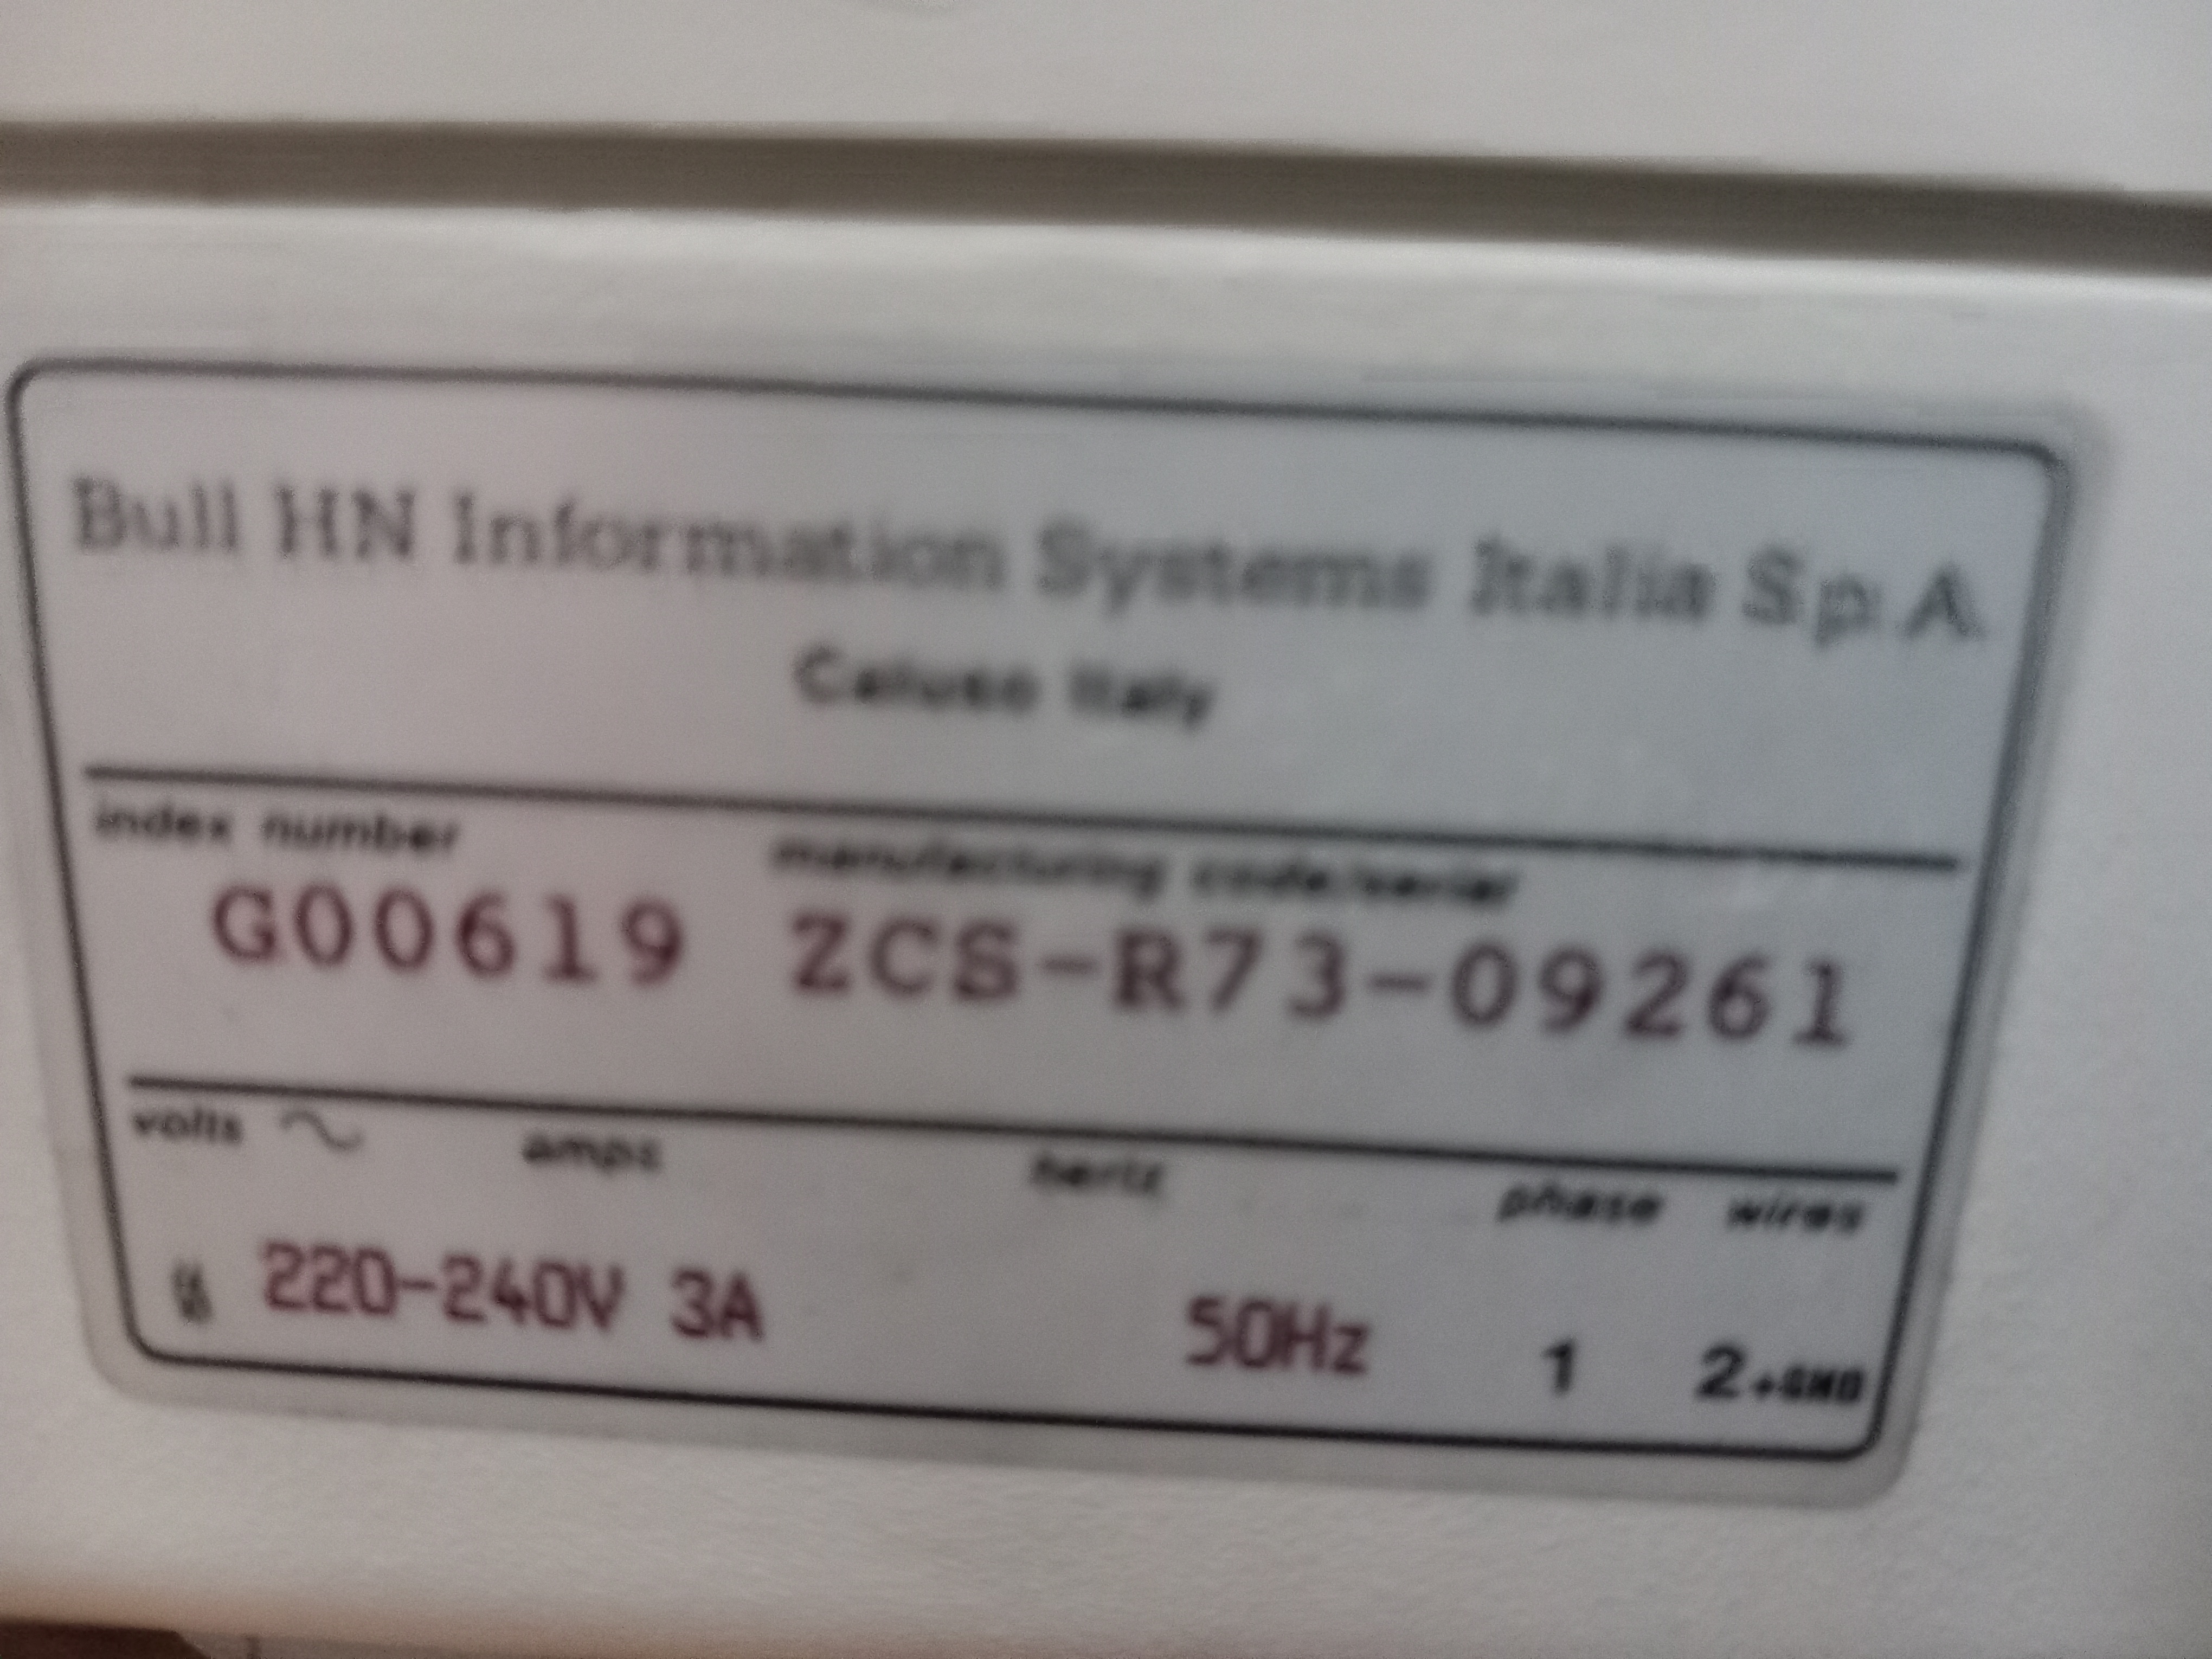 Bull HN Information Systems Italia S.p.A.
Caluso Italy
index number manufacturing code/serial
G00619 ZCS-R73-09261
volts ~ amps hertz phase wires
220-240V 3A 50Hz 1 2+GND